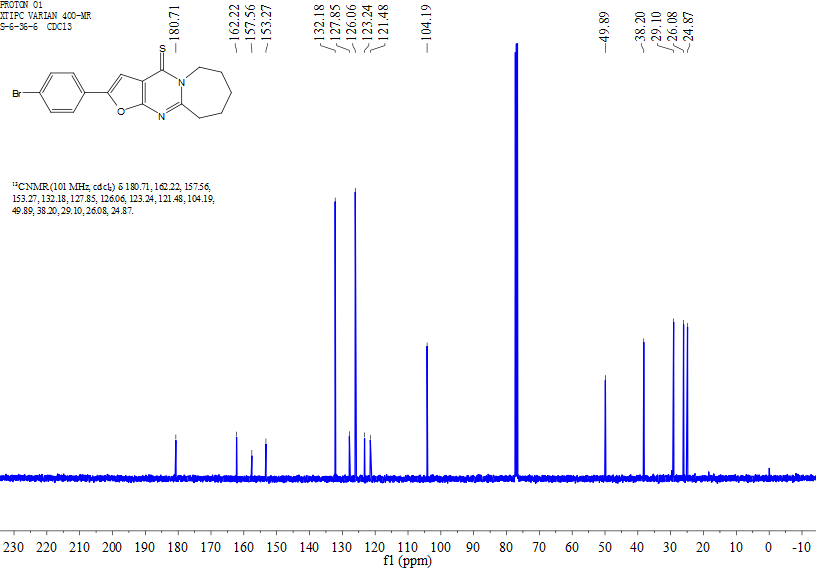 PROTON 01
XTIPC VARIAN 400-MR
S-6-36-6 CDCl3
180.71
162.22
157.56
153.27
132.18
127.85
126.06
123.24
121.48
104.19
49.89
38.20
29.10
26.08
24.87
S
N
Br
O
N
¹³C NMR (101 MHz, cdcl₃) δ 180.71, 162.22, 157.56,
153.27, 132.18, 127.85, 126.06, 123.24, 121.48, 104.19,
49.89, 38.20, 29.10, 26.08, 24.87.
230 220 210 200 190 180 170 160 150 140 130 120 110 100 90 80 70 60 50 40 30 20 10 0 -10
f1 (ppm)